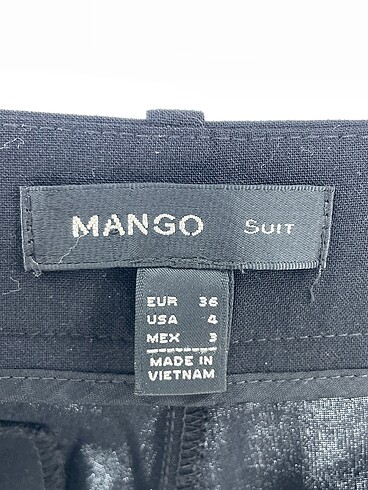 MANGO SUIT
EUR 36
USA 4
MEX 3
MADE IN
VIETNAM